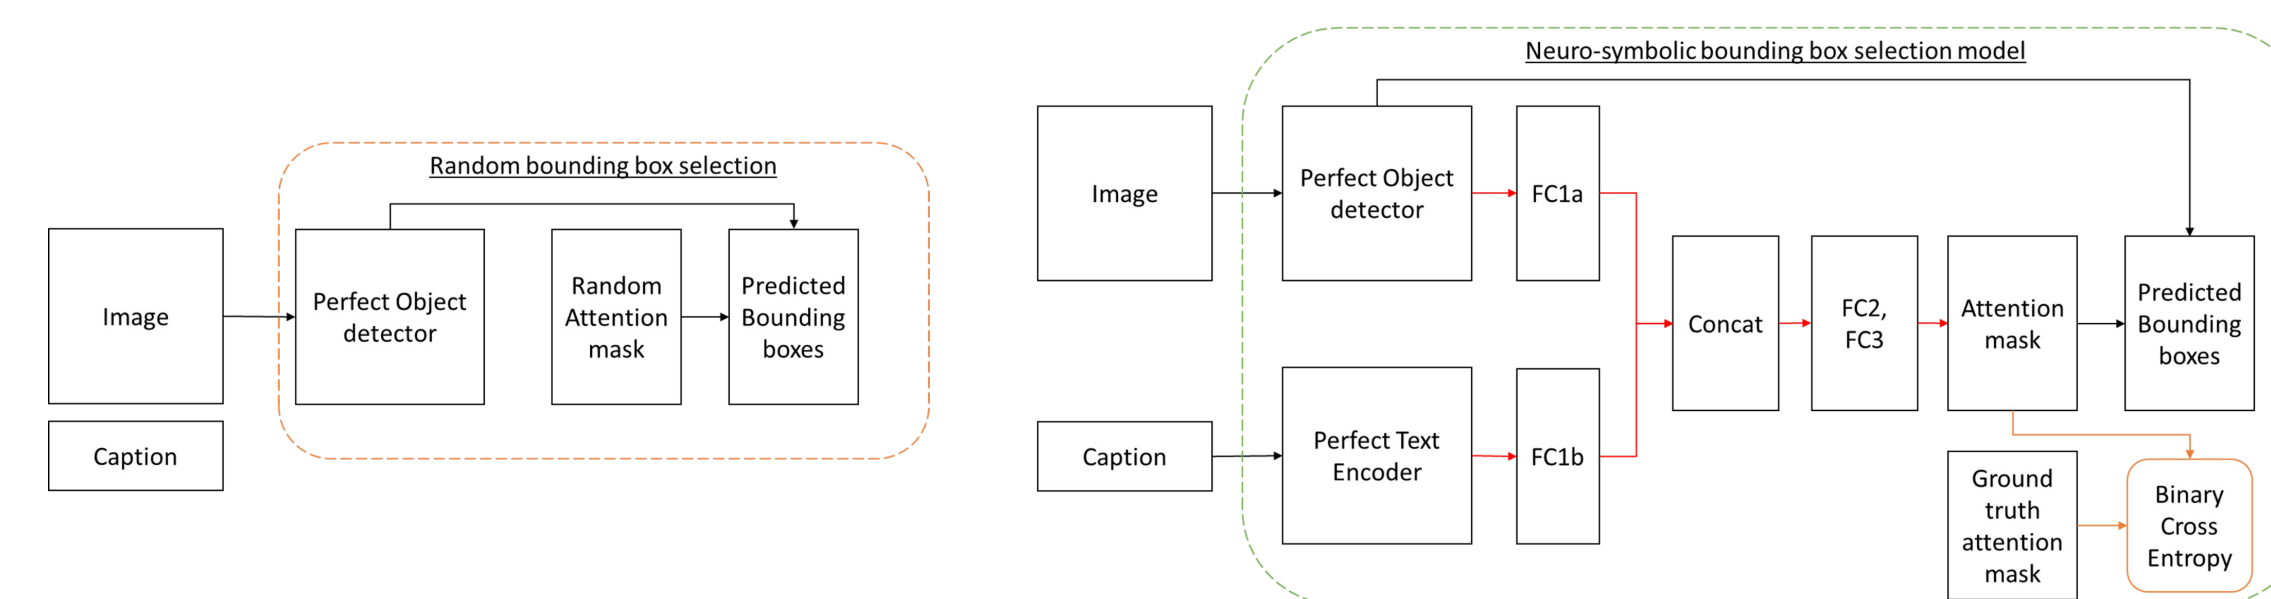 Random bounding box selection
Image
Caption
Perfect Object
detector
Random
Attention
mask
Predicted
Bounding
boxes
Neuro-symbolic bounding box selection model
Image
Caption
Perfect Object
detector
FC1a
Perfect Text
Encoder
FC1b
Concat
FC2,
FC3
Attention
mask
Predicted
Bounding
boxes
Ground
truth
attention
mask
Binary
Cross
Entropy